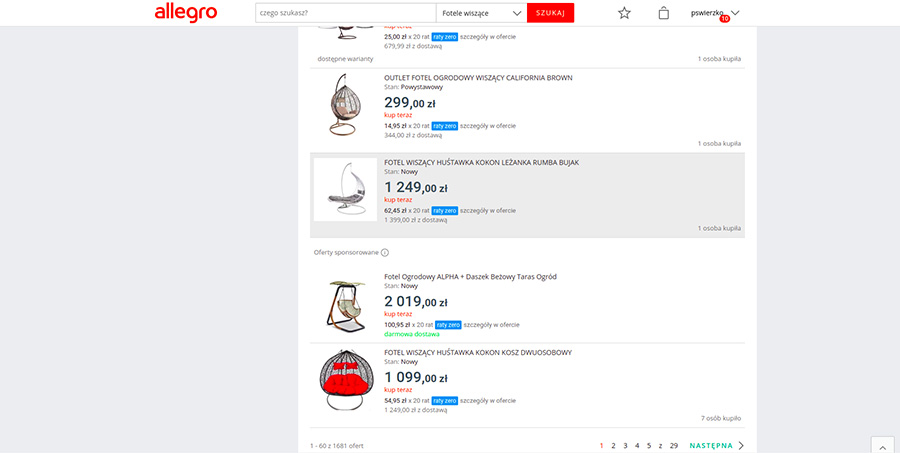 allegro
czego szukasz?
Fotele wiszące
SZUKAJ
pswierzko
10
kup teraz
25,00 zł x 20 rat raty zero szczegóły w ofercie
679,99 zł z dostawą
dostępne warianty
1 osoba kupiła
OUTLET FOTEL OGRODOWY WISZĄCY CALIFORNIA BROWN
Stan: Powystawowy
299,00 zł
kup teraz
14,95 zł x 20 rat raty zero szczegóły w ofercie
344,00 zł z dostawą
1 osoba kupiła
FOTEL WISZĄCY HUŚTAWKA KOKON LEŻANKA RUMBA BUJAK
Stan: Nowy
1 249,00 zł
kup teraz
62,45 zł x 20 rat raty zero szczegóły w ofercie
1 399,00 zł z dostawą
1 osoba kupiła
Oferty sponsorowane
Fotel Ogrodowy ALPHA + Daszek Beżowy Taras Ogród
Stan: Nowy
2 019,00 zł
kup teraz
100,95 zł x 20 rat raty zero szczegóły w ofercie
darmowa dostawa
FOTEL WISZĄCY HUŚTAWKA KOKON KOSZ DWUOSOBOWY
Stan: Nowy
1 099,00 zł
kup teraz
54,95 zł x 20 rat raty zero szczegóły w ofercie
1 249,00 zł z dostawą
7 osób kupiło
1 - 60 z 1681 ofert
1 2 3 4 5 z 29 NASTĘPNA